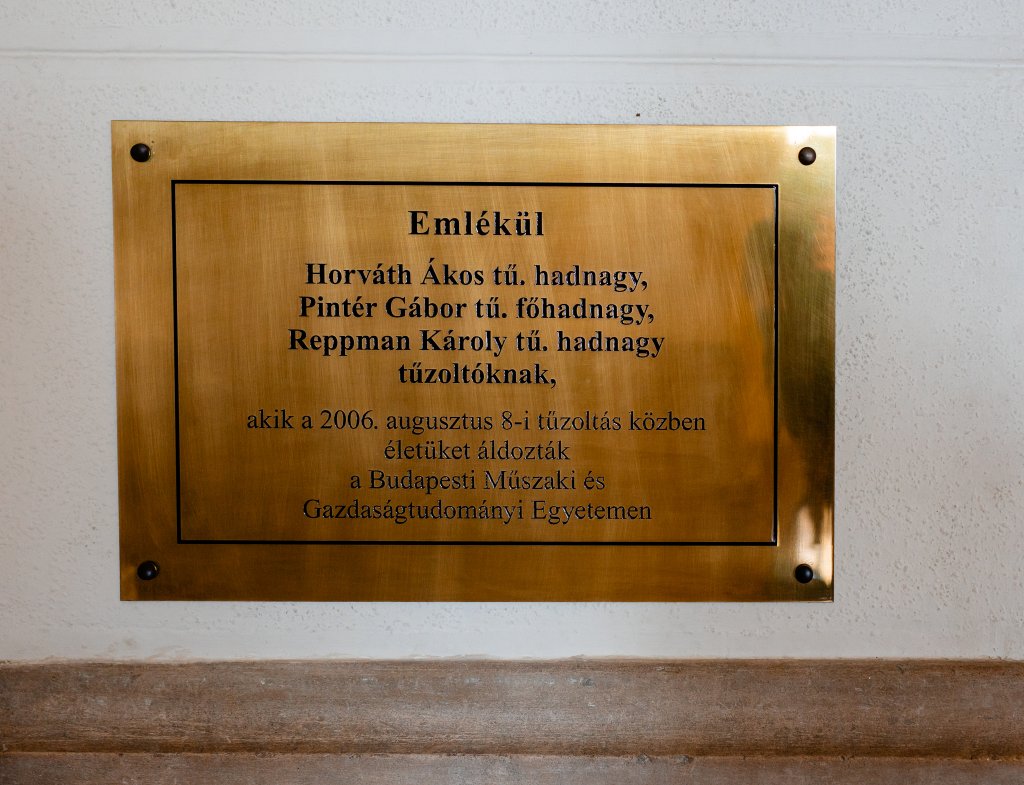 Emlékül
Horváth Ákos tű. hadnagy,
Pintér Gábor tű. főhadnagy,
Reppman Károly tű. hadnagy
tűzoltóknak,
akik a 2006. augusztus 8-i tűzoltás közben
életüket áldozták
a Budapesti Műszaki és
Gazdaságtudományi Egyetemen